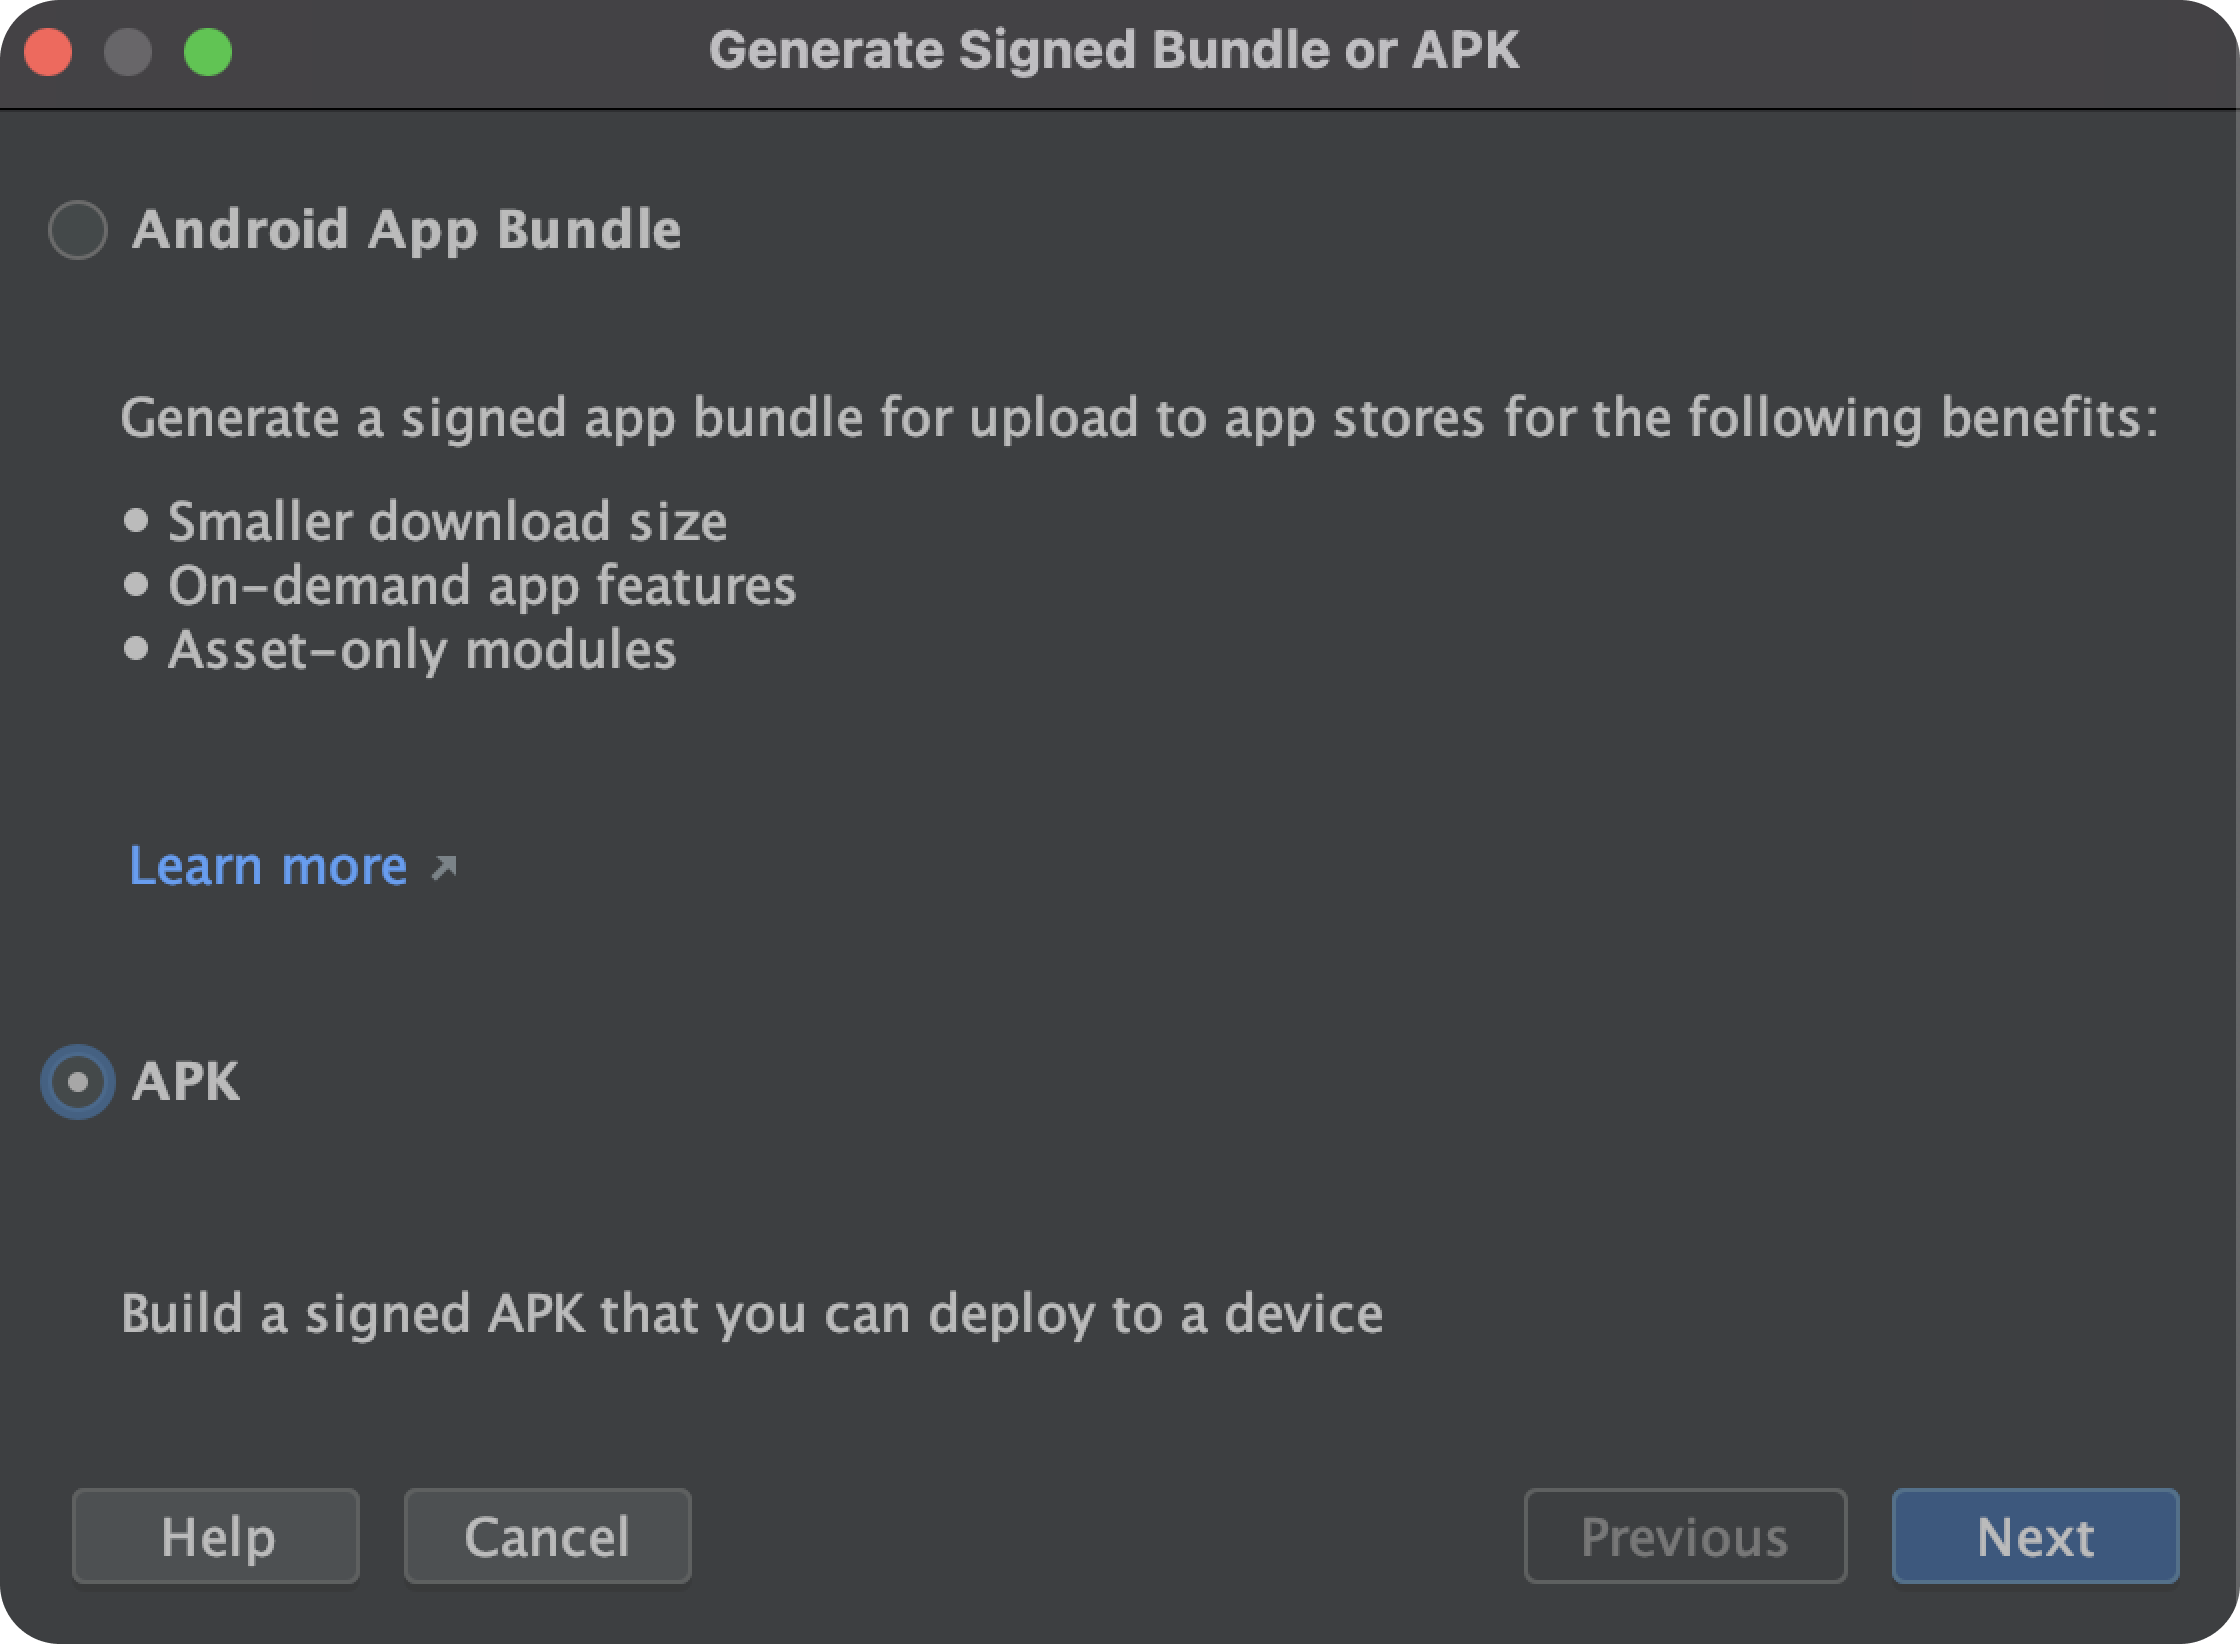 Generate Signed Bundle or APK
Android App Bundle
Generate a signed app bundle for upload to app stores for the following benefits:
• Smaller download size
• On-demand app features
• Asset-only modules
Learn more
APK
Build a signed APK that you can deploy to a device
Help Cancel Previous Next